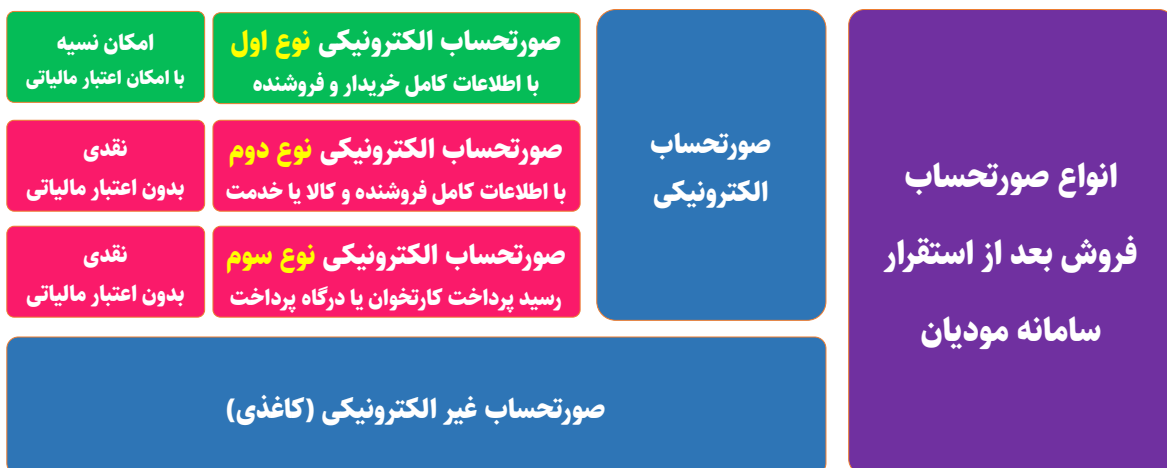 انواع صورتحساب
فروش بعد از استقرار
سامانه مودیان
صورتحساب
الکترونیکی
صورتحساب الکترونیکی نوع اول
با اطلاعات کامل خریدار و فروشنده
امکان نسیه
با امکان اعتبار مالیاتی
صورتحساب الکترونیکی نوع دوم
با اطلاعات کامل فروشنده و کالا یا خدمت
نقدی
بدون اعتبار مالیاتی
صورتحساب الکترونیکی نوع سوم
رسید پرداخت کارتخوان یا درگاه پرداخت
نقدی
بدون اعتبار مالیاتی
صورتحساب غیر الکترونیکی (کاغذی)